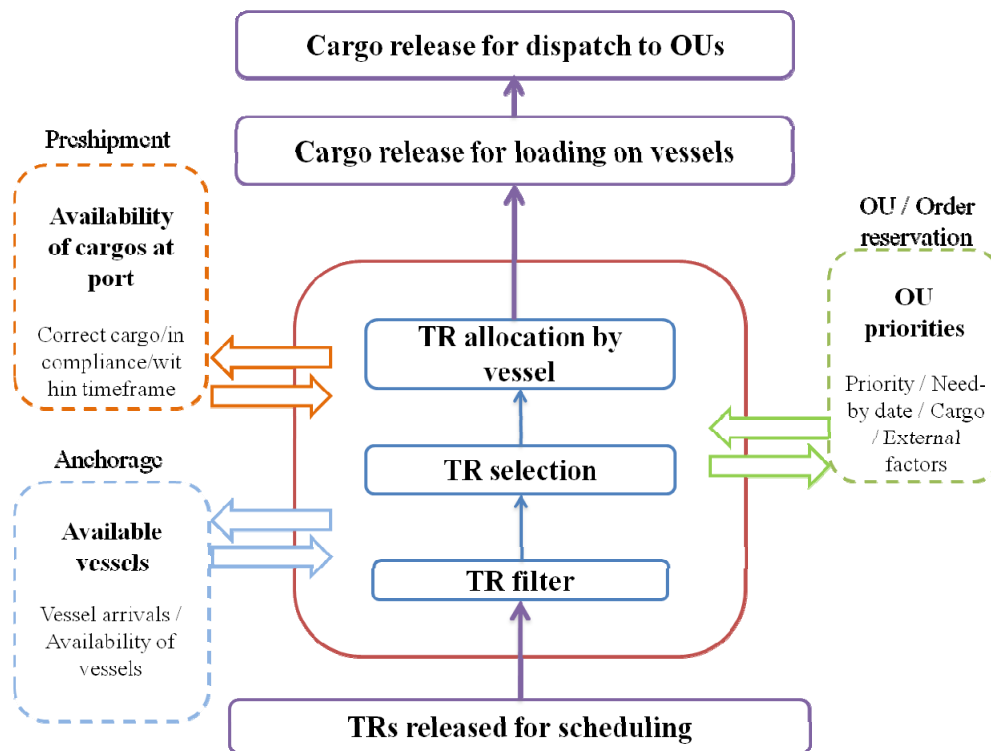 Cargo release for dispatch to OUs
Cargo release for loading on vessels
Preshipment
Availability
of cargos at
port
Correct cargo/in
compliance/wit
hin timeframe
Anchorage
Available
vessels
Vessel arrivals /
Availability of
vessels
TR allocation by
vessel
TR selection
TR filter
TRs released for scheduling
OU / Order
reservation
OU
priorities
Priority / Need-
by date / Cargo
/ External
factors